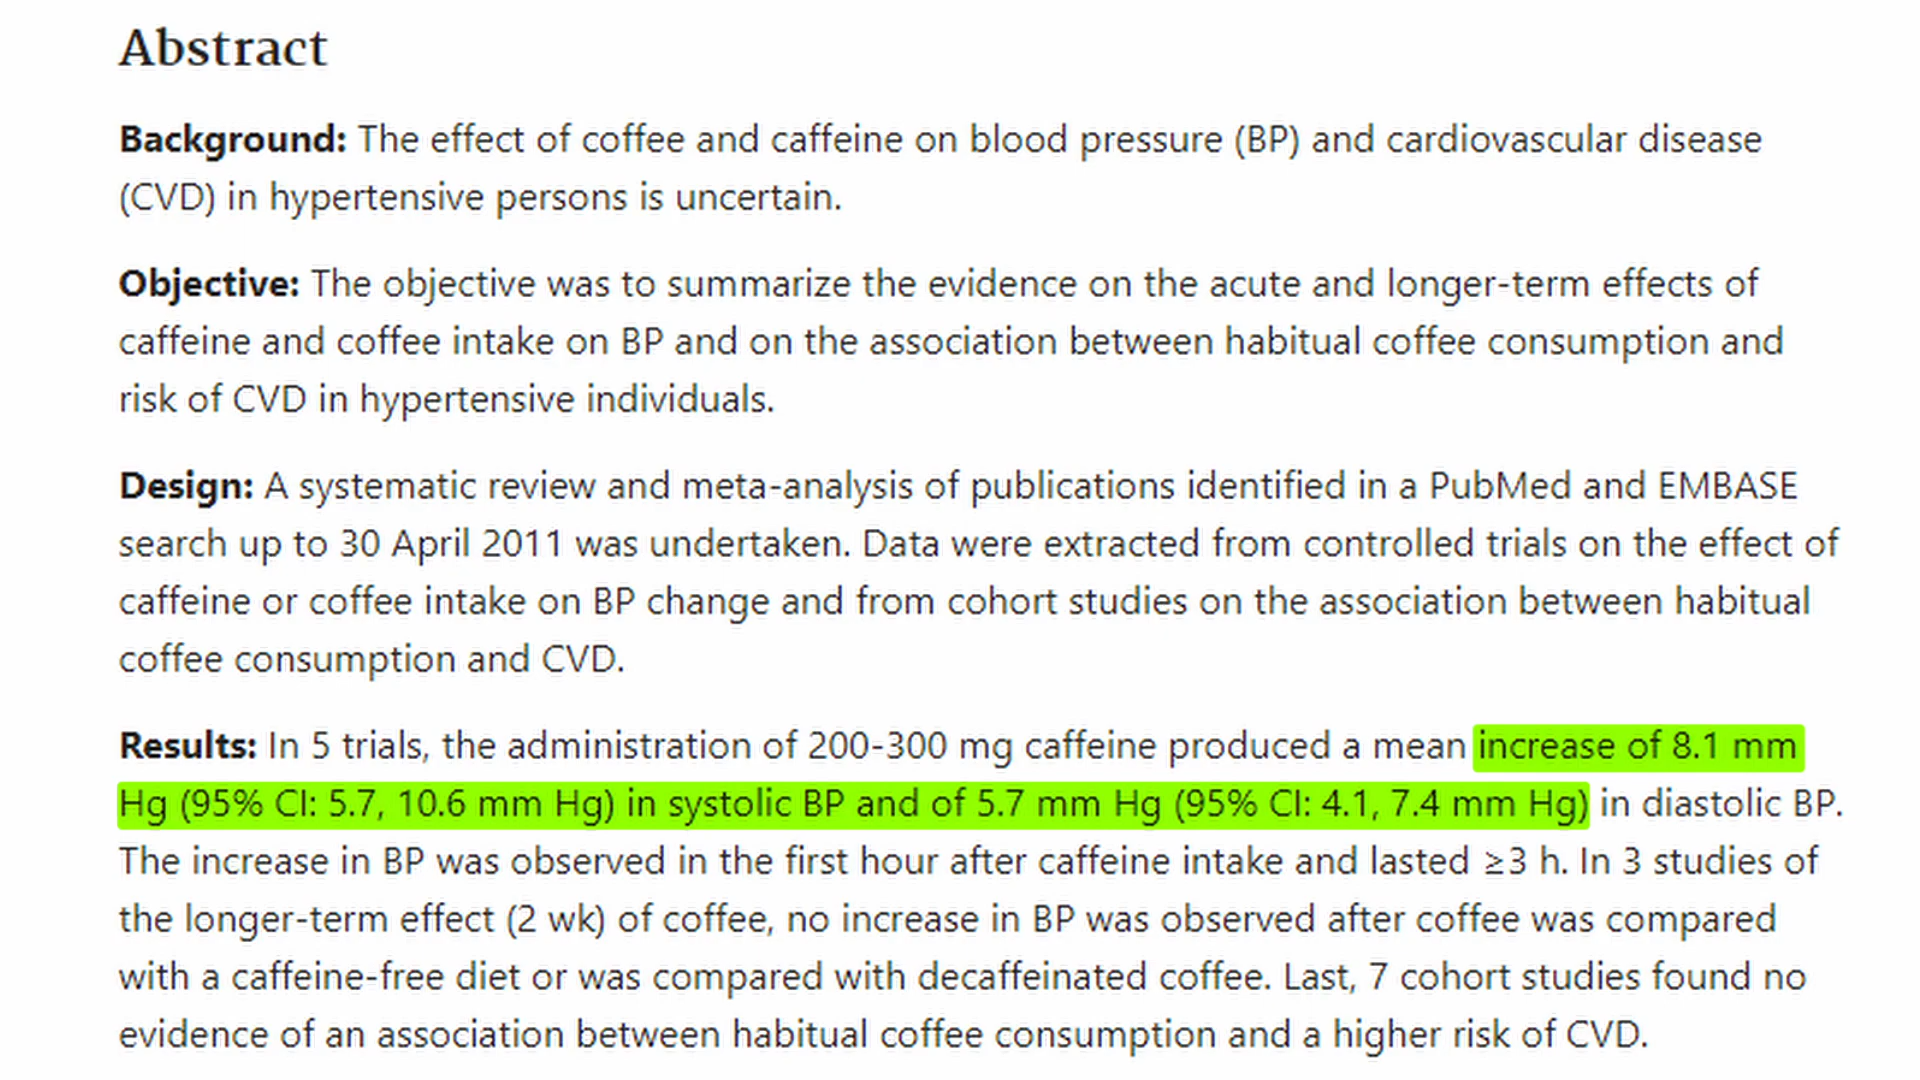 Abstract
Background: The effect of coffee and caffeine on blood pressure (BP) and cardiovascular disease
(CVD) in hypertensive persons is uncertain.
Objective: The objective was to summarize the evidence on the acute and longer-term effects of
caffeine and coffee intake on BP and on the association between habitual coffee consumption and
risk of CVD in hypertensive individuals.
Design: A systematic review and meta-analysis of publications identified in a PubMed and EMBASE
search up to 30 April 2011 was undertaken. Data were extracted from controlled trials on the effect of
caffeine or coffee intake on BP change and from cohort studies on the association between habitual
coffee consumption and CVD.
Results: In 5 trials, the administration of 200-300 mg caffeine produced a mean increase of 8.1 mm
Hg (95% CI: 5.7, 10.6 mm Hg) in systolic BP and of 5.7 mm Hg (95% CI: 4.1, 7.4 mm Hg) in diastolic BP.
The increase in BP was observed in the first hour after caffeine intake and lasted ≥3 h. In 3 studies of
the longer-term effect (2 wk) of coffee, no increase in BP was observed after coffee was compared
with a caffeine-free diet or was compared with decaffeinated coffee. Last, 7 cohort studies found no
evidence of an association between habitual coffee consumption and a higher risk of CVD.